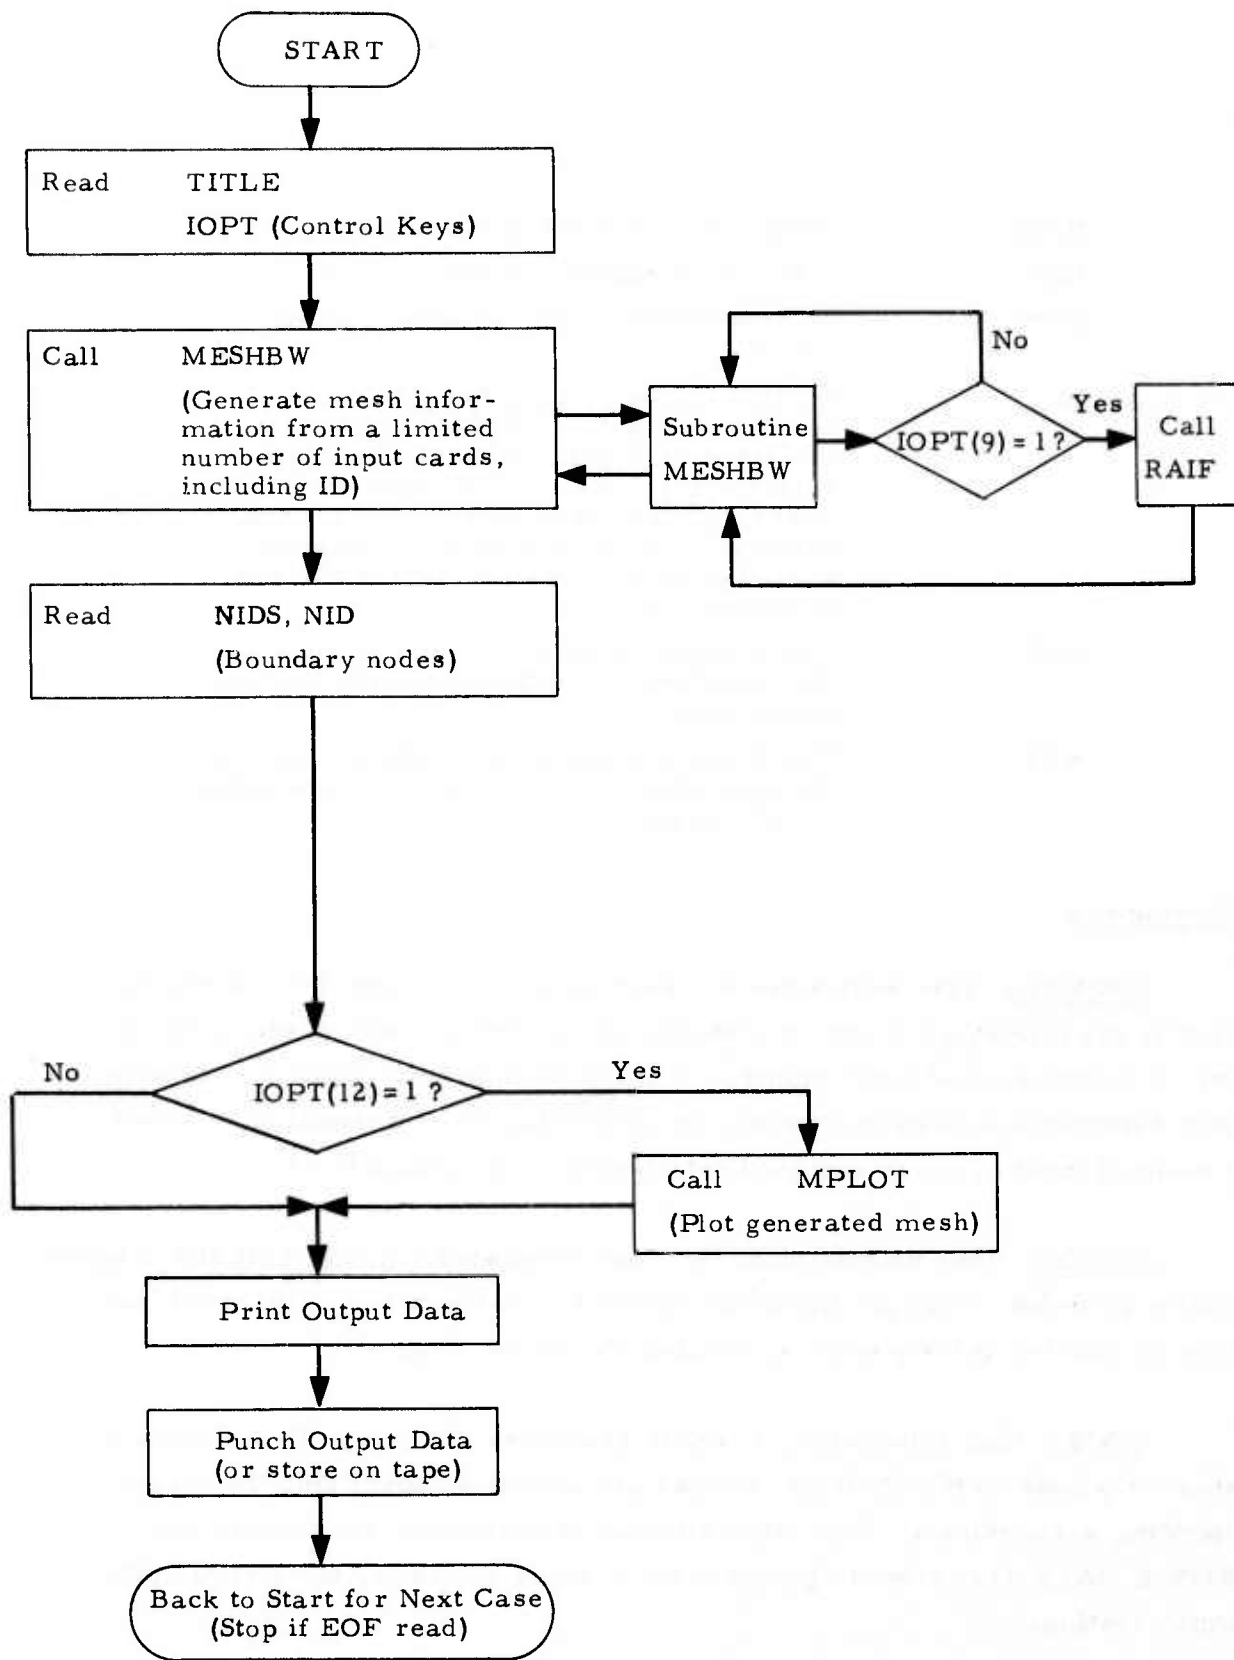 START
Read TITLE
IOPT (Control Keys)
Call MESHBW
(Generate mesh infor-
mation from a limited
number of input cards,
including ID)
Subroutine
MESHBW
IOPT(9) = 1 ?
No
Yes
Call
RAIF
Read NIDS, NID
(Boundary nodes)
No
IOPT(12) = 1 ?
Yes
Call MPLOT
(Plot generated mesh)
Print Output Data
Punch Output Data
(or store on tape)
Back to Start for Next Case
(Stop if EOF read)